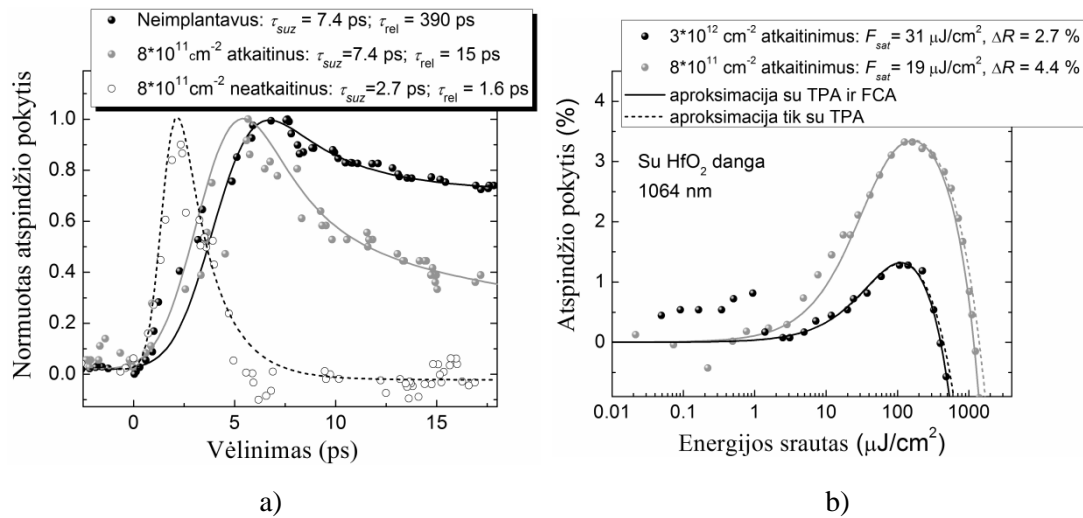 Neimplantavus: τsuz = 7.4 ps; τrel = 390 ps
8*10¹¹cm⁻² atkaitinus: τsuz=7.4 ps; τrel = 15 ps
8*10¹¹cm⁻² neatkaitinus: τsuz=2.7 ps; τrel = 1.6 ps
Normuotas atspindžio pokytis
1.0
0.8
0.6
0.4
0.2
0.0
0
5
10
15
Vėlinimas (ps)
a)
3*10¹² cm⁻² atkaitinimus: Fsat= 31 µJ/cm², ΔR = 2.7 %
8*10¹¹ cm⁻² atkaitinimus: Fsat= 19 µJ/cm², ΔR = 4.4 %
aproksimacija su TPA ir FCA
aproksimacija tik su TPA
Su HfO₂ danga
1064 nm
Atspindžio pokytis (%)
4
3
2
1
0
0.01
0.1
1
10
100
1000
Energijos srautas (µJ/cm²)
b)